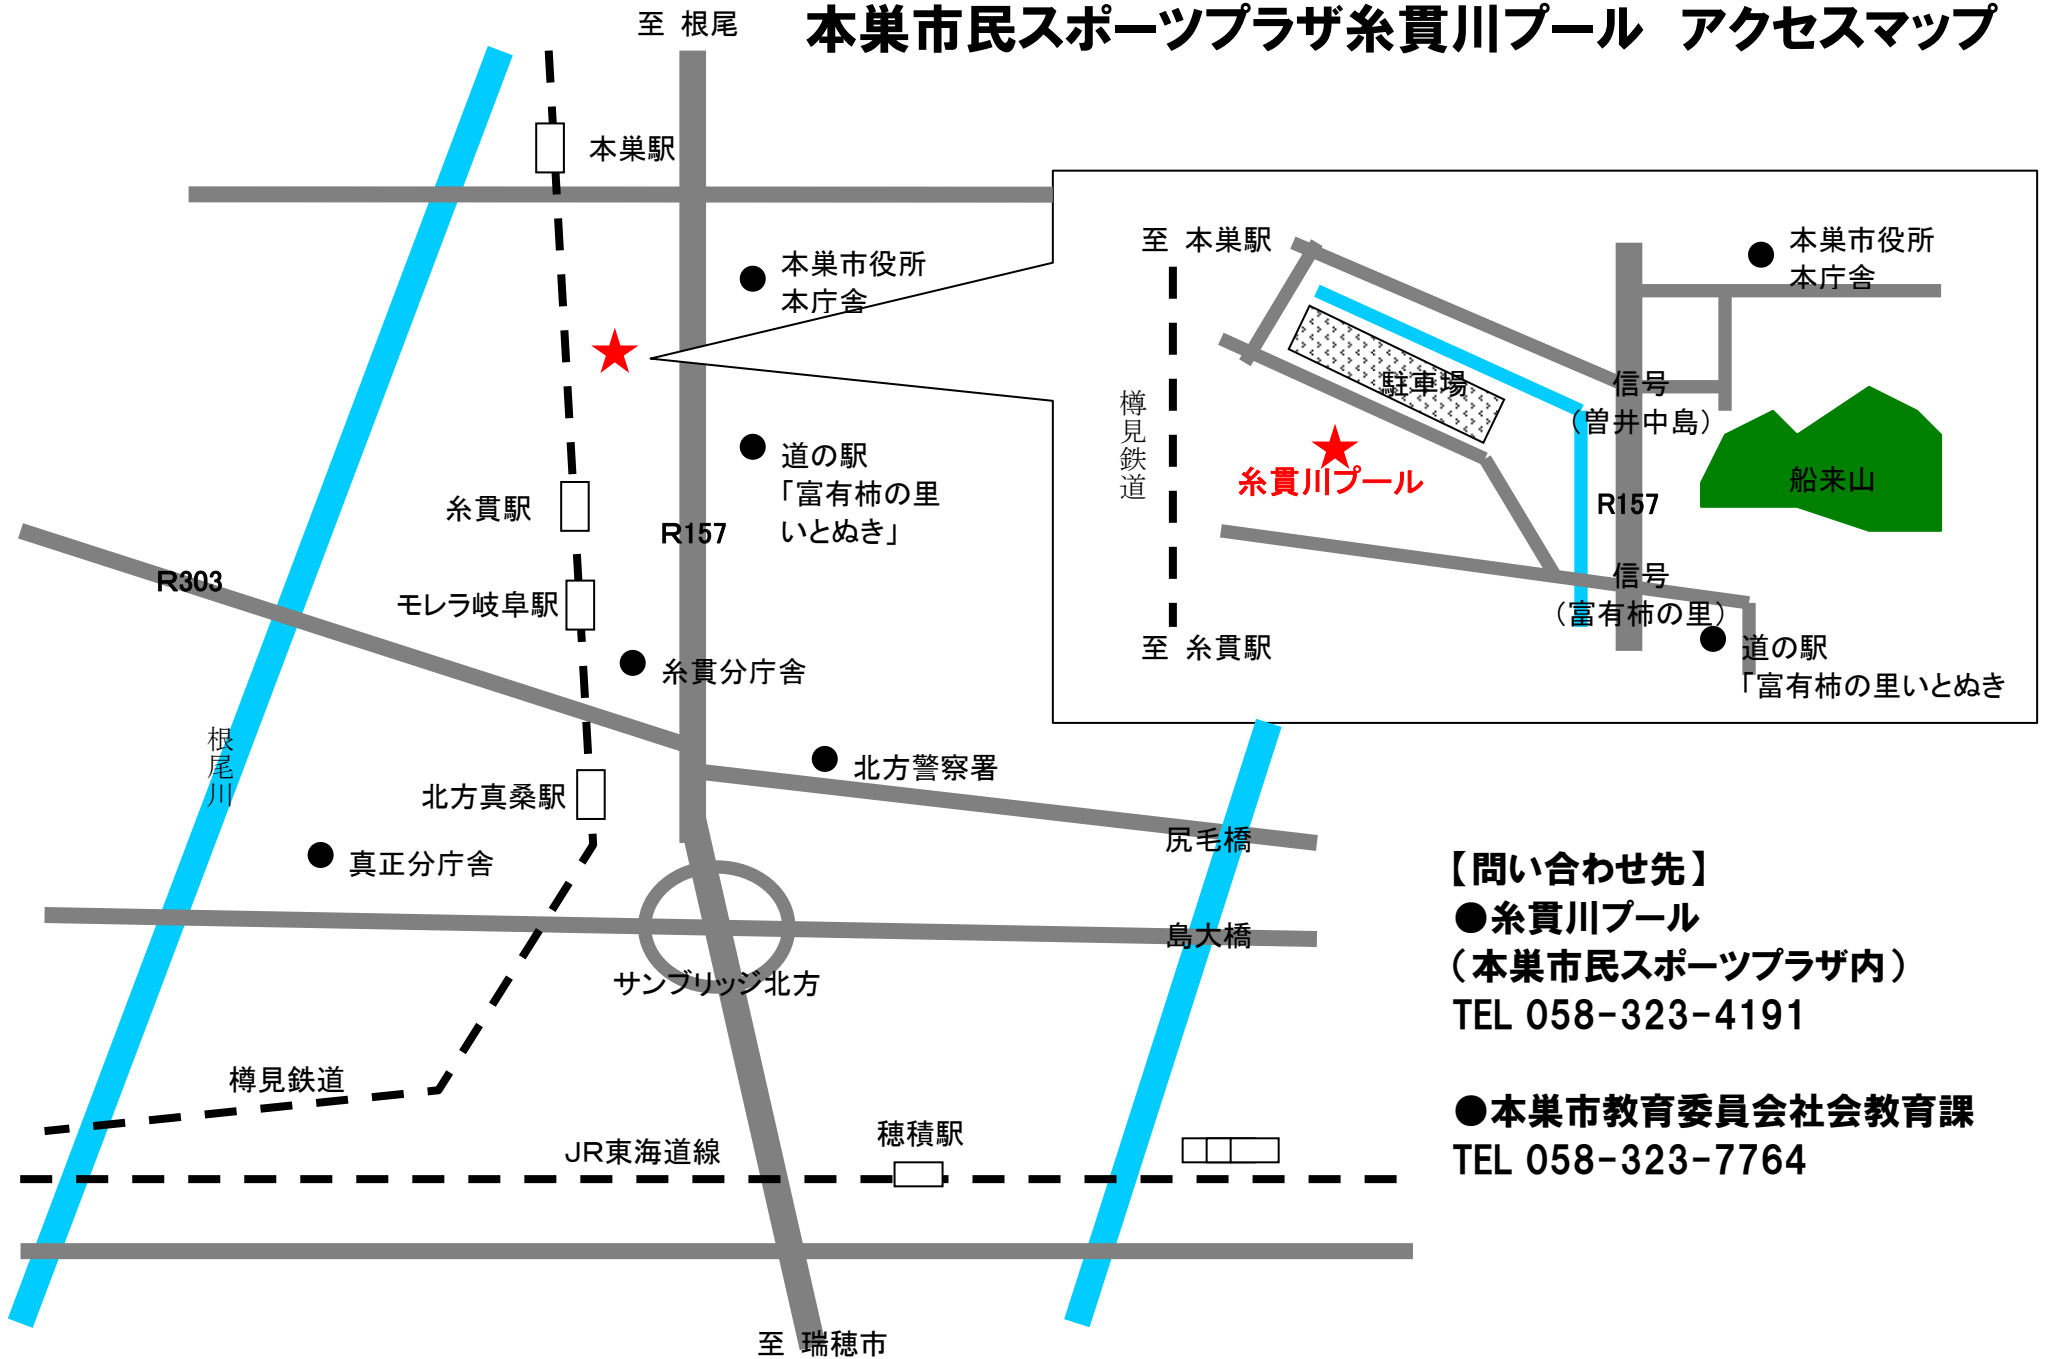 本巣市民スポーツプラザ糸貫川プール アクセスマップ
至 根尾
本巣駅
本巣市役所
本庁舎
道の駅
「富有柿の里
いとぬき」
糸貫駅
R157
R303
モレラ岐阜駅
糸貫分庁舎
根尾川
北方警察署
北方真桑駅
尻毛橋
真正分庁舎
島大橋
サンブリッジ北方
樽見鉄道
JR東海道線
穂積駅
至 瑞穂市
至 本巣駅
本巣市役所
本庁舎
樽見鉄道
駐車場
信号
(曽井中島)
糸貫川プール
R157
船来山
信号
(富有柿の里)
至 糸貫駅
道の駅
「富有柿の里いとぬき
【問い合わせ先】
●糸貫川プール
(本巣市民スポーツプラザ内)
TEL 058-323-4191
●本巣市教育委員会社会教育課
TEL 058-323-7764